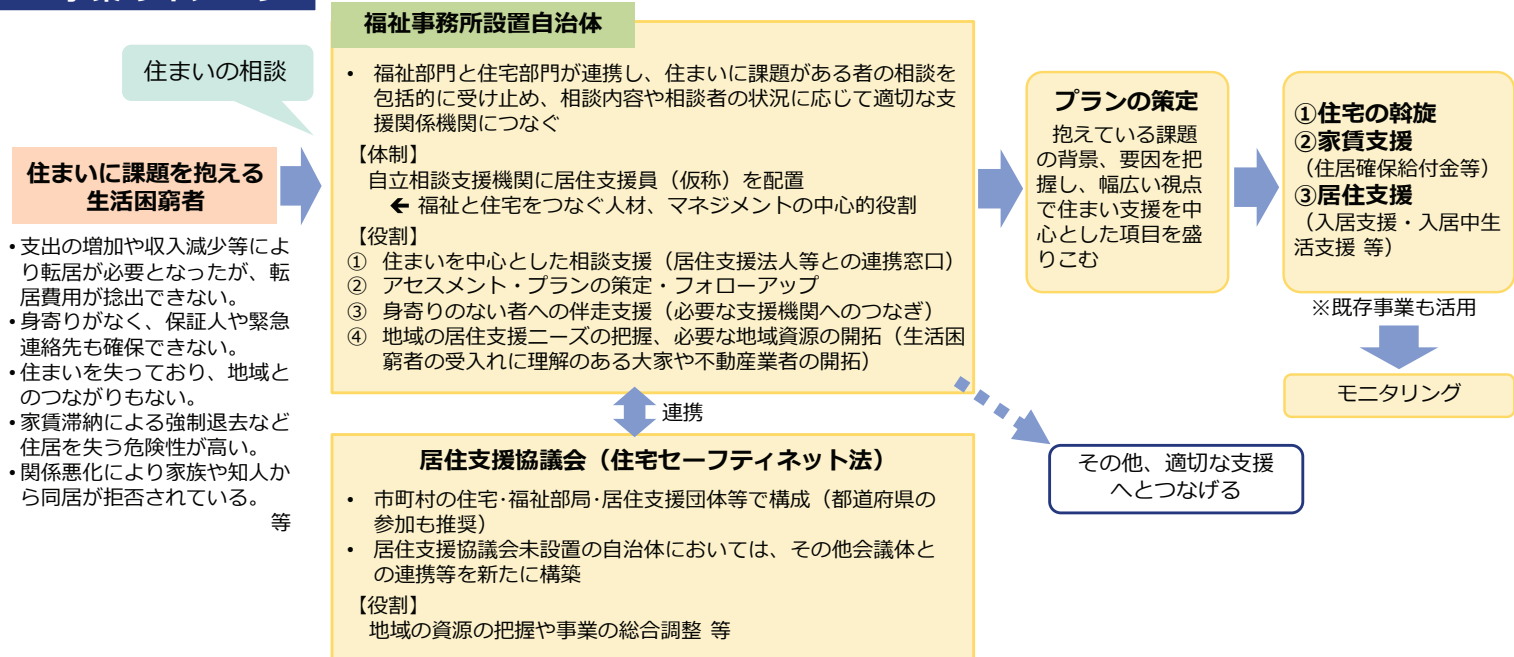 住まいの相談
住まいに課題を抱える
生活困窮者
・支出の増加や収入減少等によ
り転居が必要となったが、転
居費用が捻出できない。
・身寄りがなく、保証人や緊急
連絡先も確保できない。
・住まいを失っており、地域と
のつながりもない。
・家賃滞納による強制退去など
住居を失う危険性が高い。
・関係悪化により家族や知人か
ら同居が拒否されている。
等
福祉事務所設置自治体
• 福祉部門と住宅部門が連携し、住まいに課題がある者の相談を
包括的に受け止め、相談内容や相談者の状況に応じて適切な支
援関係機関につなぐ
【体制】
自立相談支援機関に居住支援員（仮称）を配置
← 福祉と住宅をつなぐ人材、マネジメントの中心的役割
【役割】
① 住まいを中心とした相談支援（居住支援法人等との連携窓口）
② アセスメント・プランの策定・フォローアップ
③ 身寄りのない者への伴走支援（必要な支援機関へのつなぎ）
④ 地域の居住支援ニーズの把握、必要な地域資源の開拓（生活困
窮者の受入れに理解のある大家や不動産業者の開拓）
連携
居住支援協議会（住宅セーフティネット法）
• 市町村の住宅･福祉部局･居住支援団体等で構成（都道府県の
参加も推奨）
• 居住支援協議会未設置の自治体においては、その他会議体と
の連携等を新たに構築
【役割】
地域の資源の把握や事業の総合調整 等
プランの策定
抱えている課題
の背景、要因を把
握し、幅広い視点
で住まい支援を中
心とした項目を盛
りこむ
①住宅の斡旋
②家賃支援
（住居確保給付金等）
③居住支援
（入居支援・入居中生
活支援 等）
※既存事業も活用
モニタリング
その他、適切な支援
へとつなげる